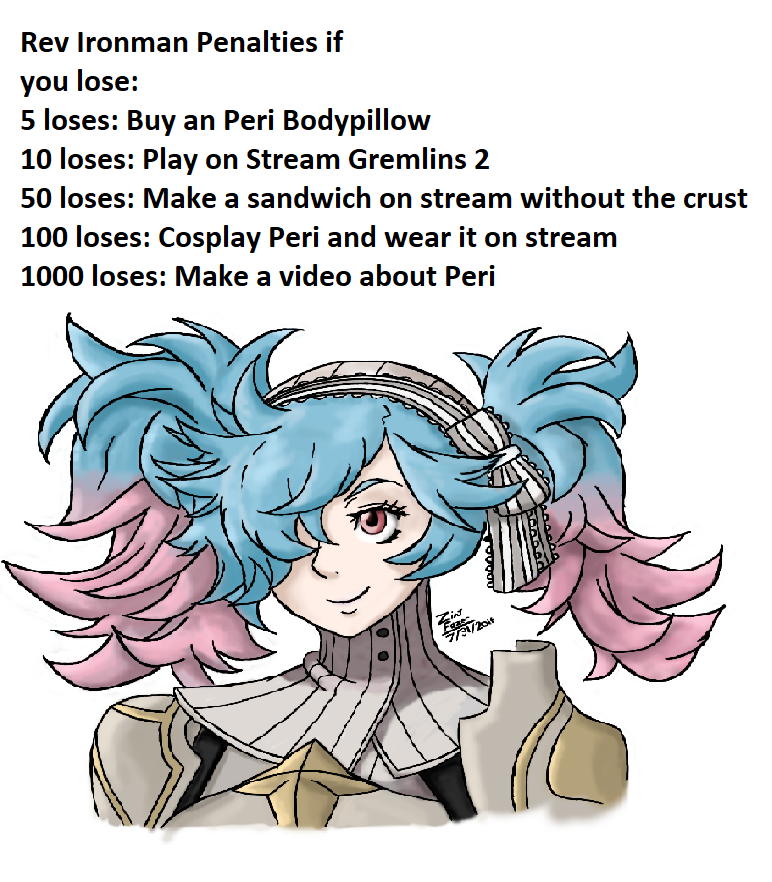 Rev Ironman Penalties if
you lose:
5 loses: Buy an Peri Bodypillow
10 loses: Play on Stream Gremlins 2
50 loses: Make a sandwich on stream without the crust
100 loses: Cosplay Peri and wear it on stream
1000 loses: Make a video about Peri